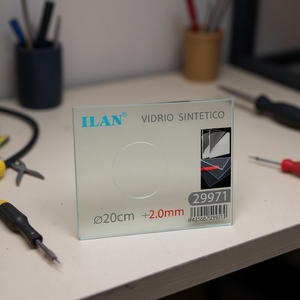 ILAN® VIDRIO SINTETICO
⌀20cm +2.0mm
29971